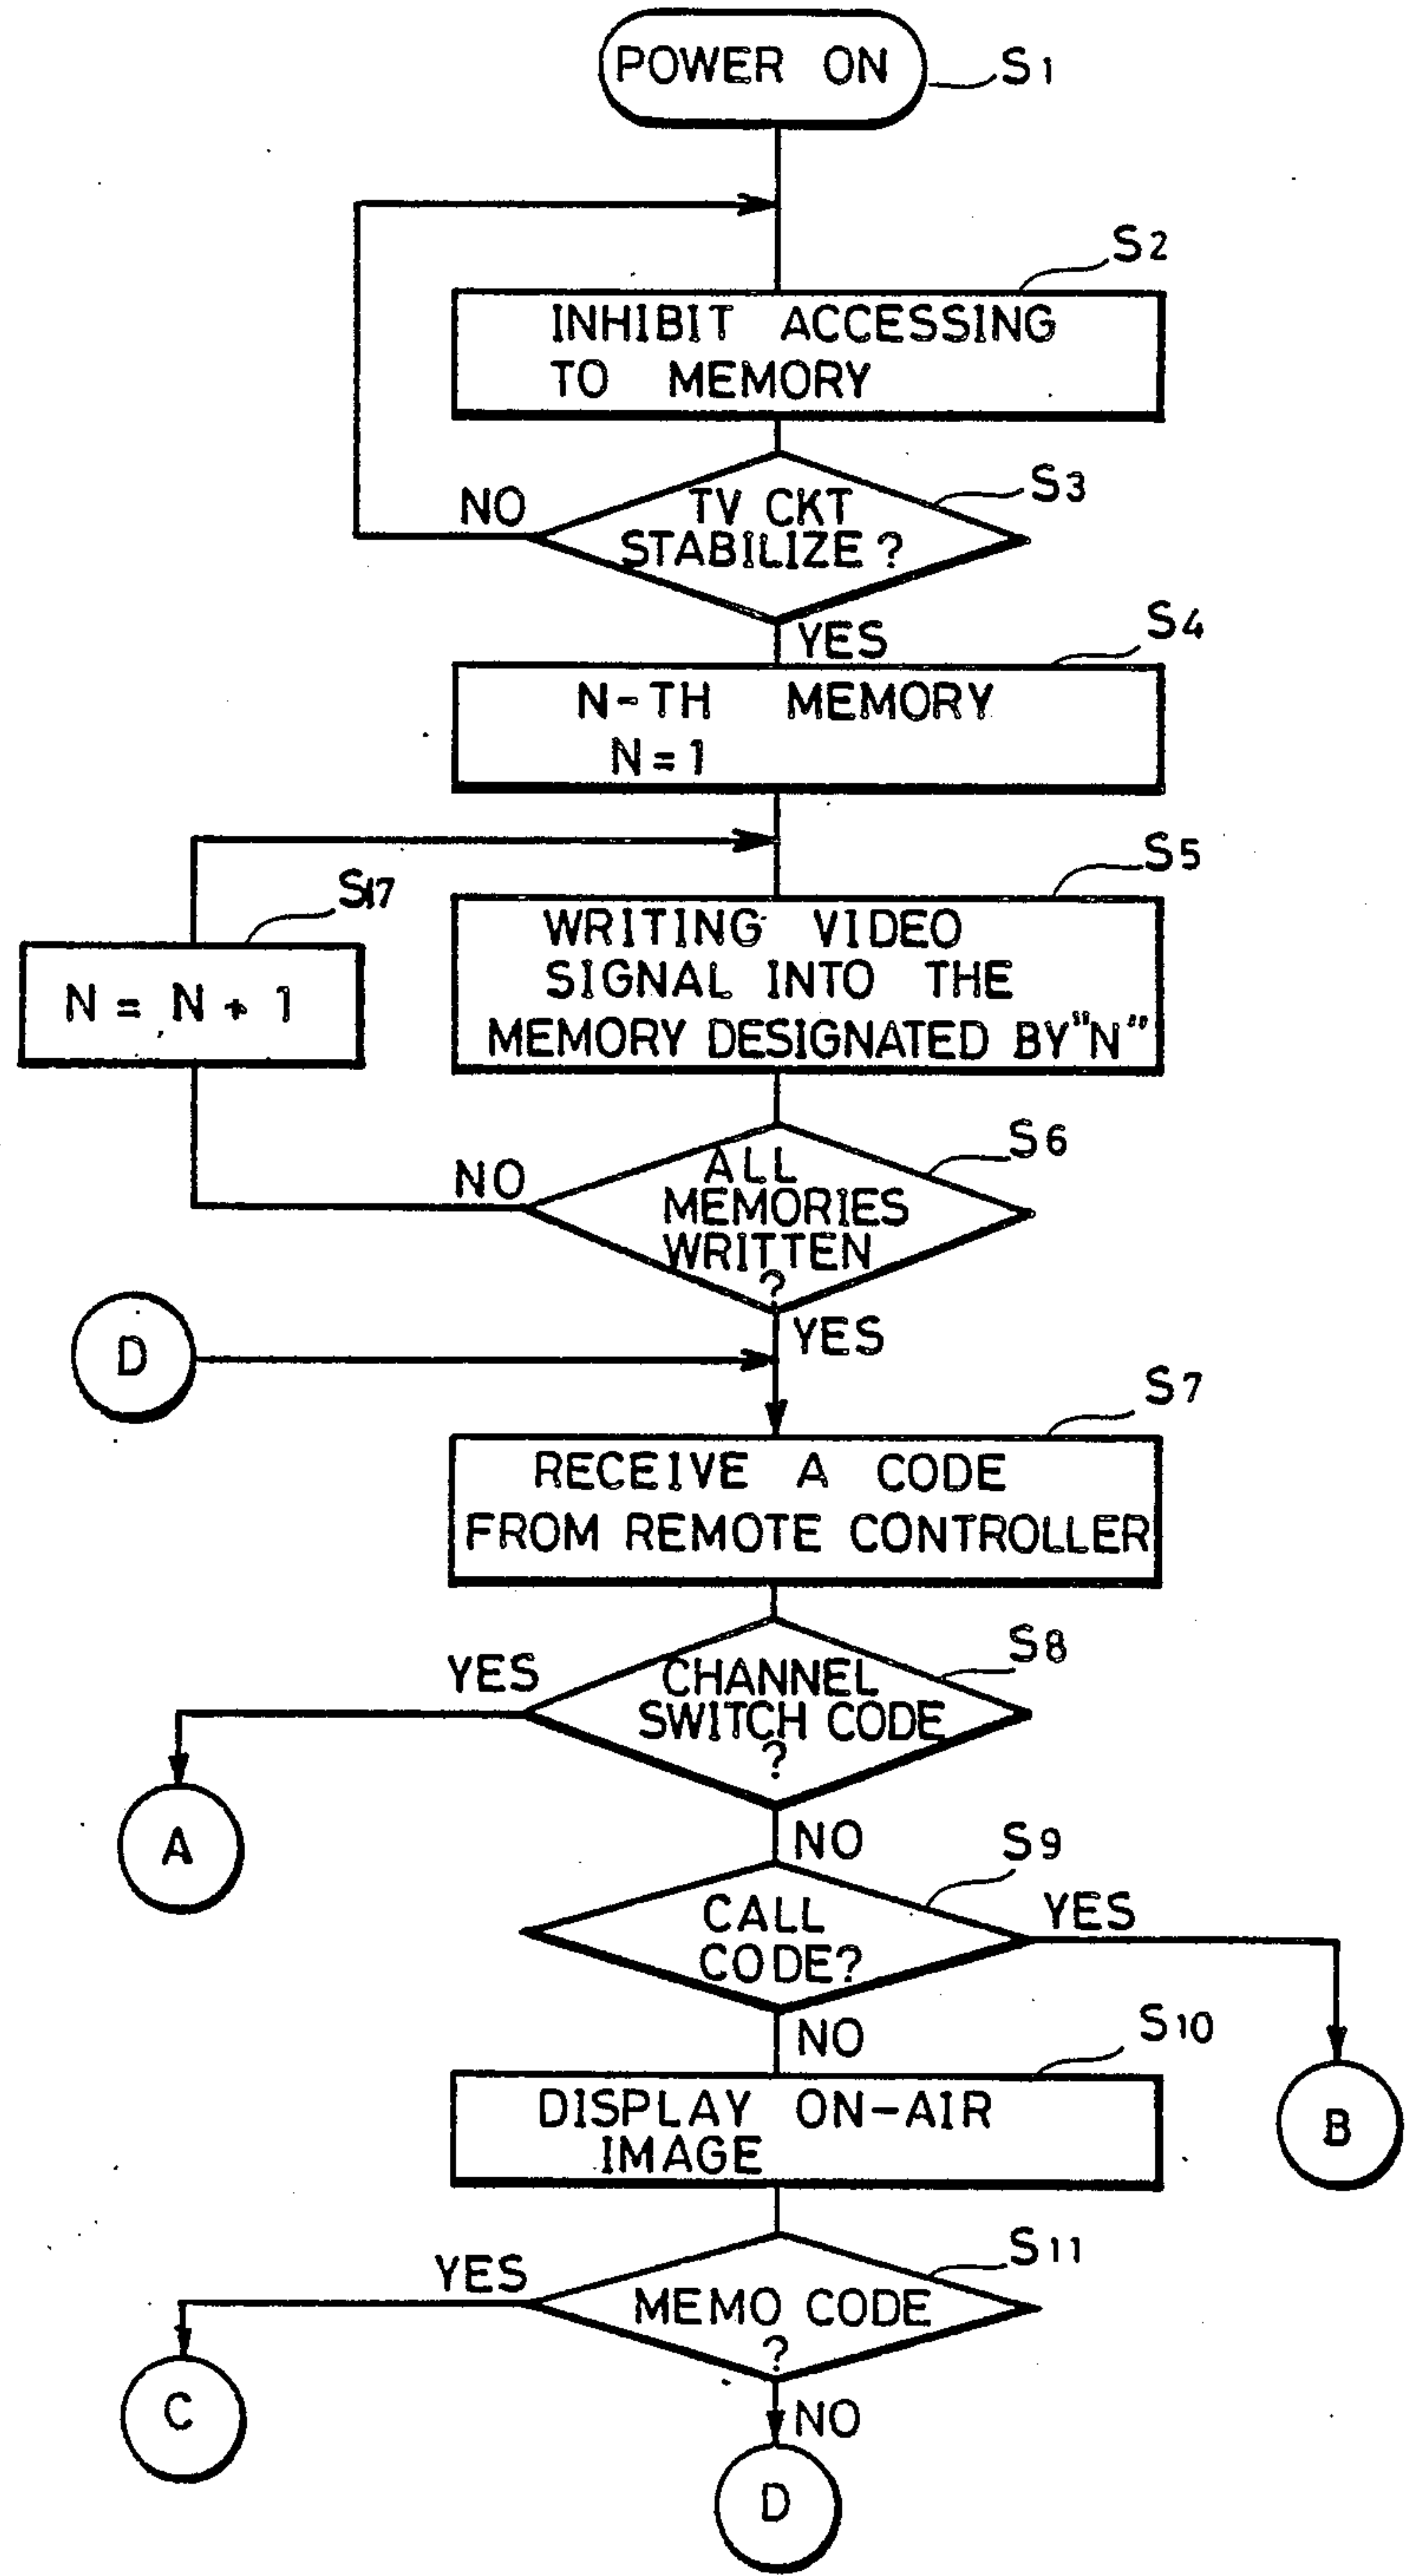 POWER ON
S1
S2
INHIBIT ACCESSING
TO MEMORY
S3
NO
TV CKT
STABILIZE?
YES
S4
N-TH MEMORY
N=1
S5
S17
WRITING VIDEO
SIGNAL INTO THE
MEMORY DESIGNATED BY "N"
N = N + 1
S6
NO
ALL
MEMORIES
WRITTEN
?
YES
D
S7
RECEIVE A CODE
FROM REMOTE CONTROLLER
S8
YES
CHANNEL
SWITCH CODE
?
A
NO
S9
CALL
CODE?
YES
NO
S10
B
DISPLAY ON-AIR
IMAGE
S11
YES
MEMO CODE
?
C
NO
D